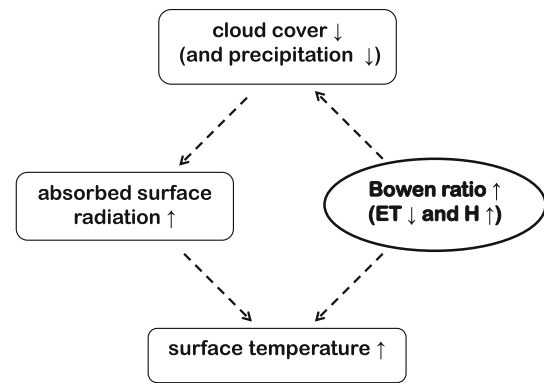 cloud cover ↓
(and precipitation ↓)
absorbed surface
radiation ↑
Bowen ratio ↑
(ET ↓ and H ↑)
surface temperature ↑